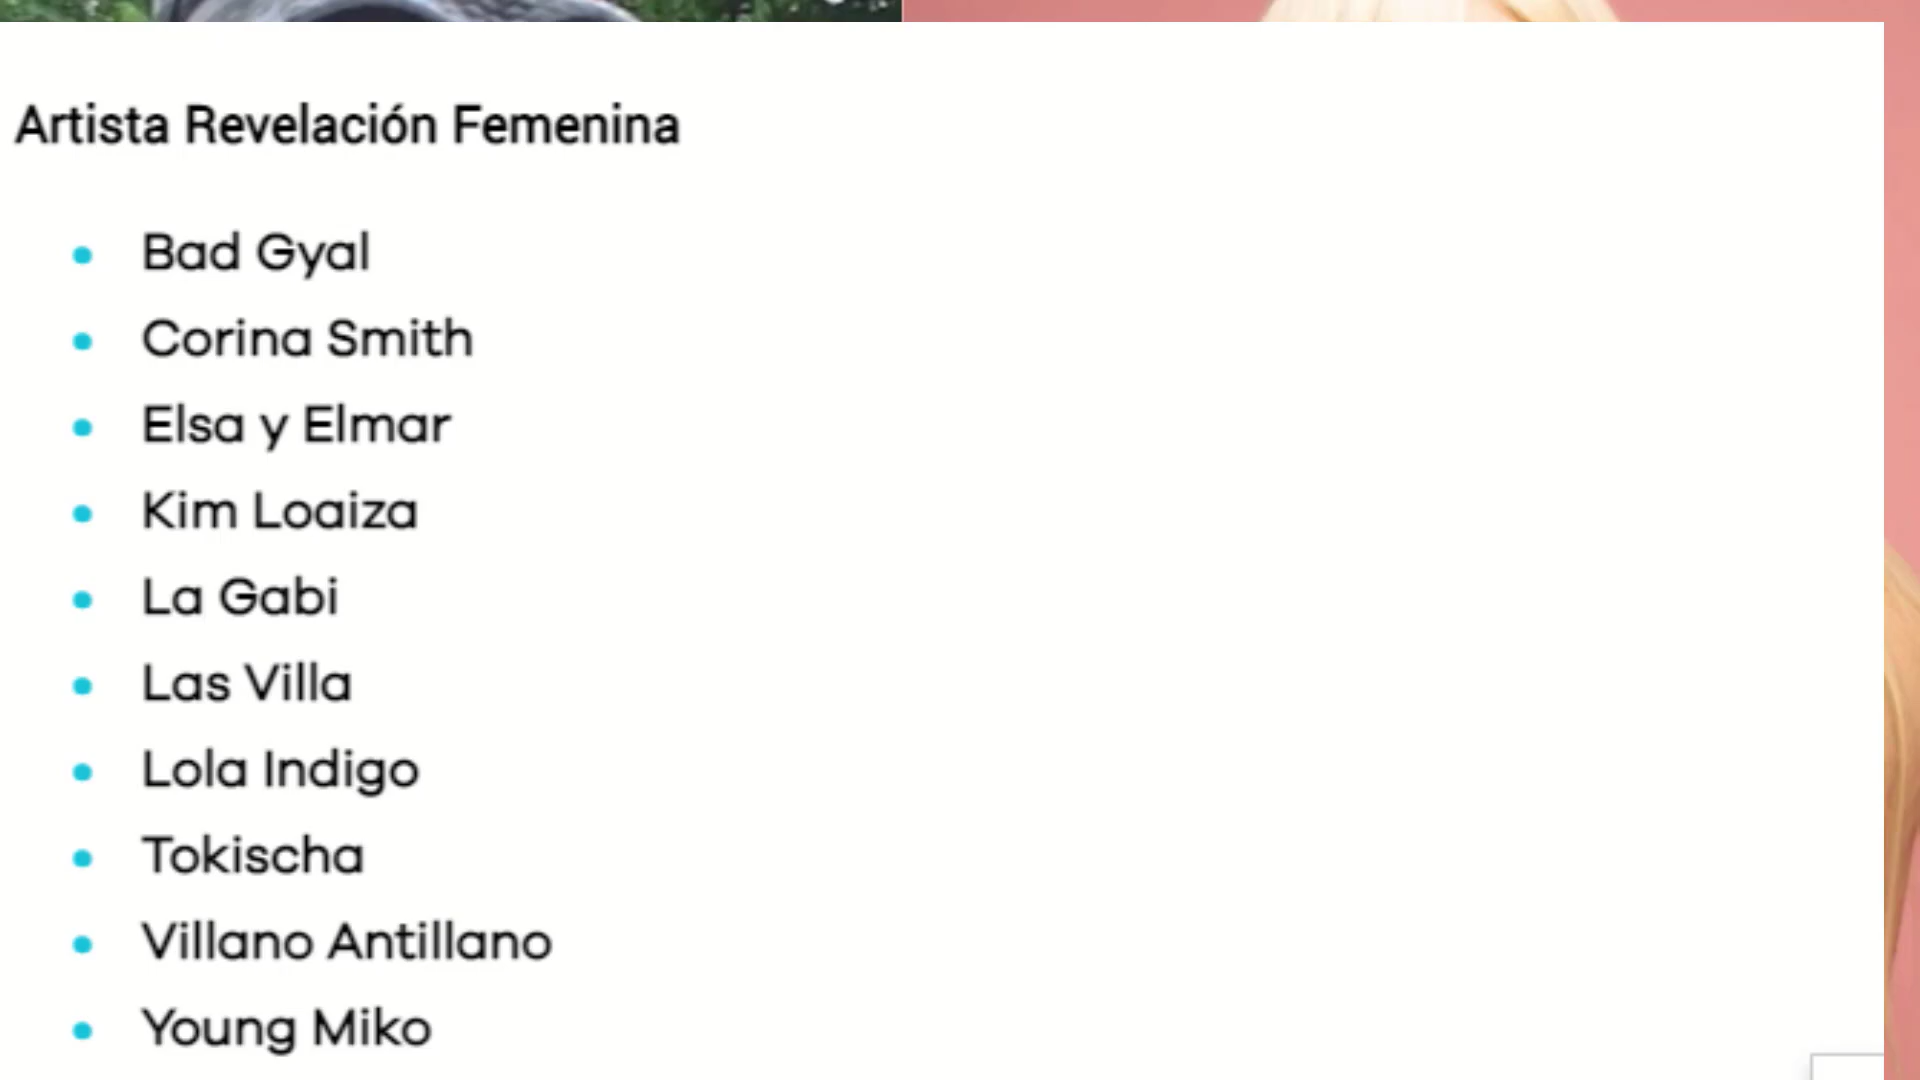 Artista Revelación Femenina
Bad Gyal
Corina Smith
Elsa y Elmar
Kim Loaiza
La Gabi
Las Villa
Lola Indigo
Tokischa
Villano Antillano
Young Miko